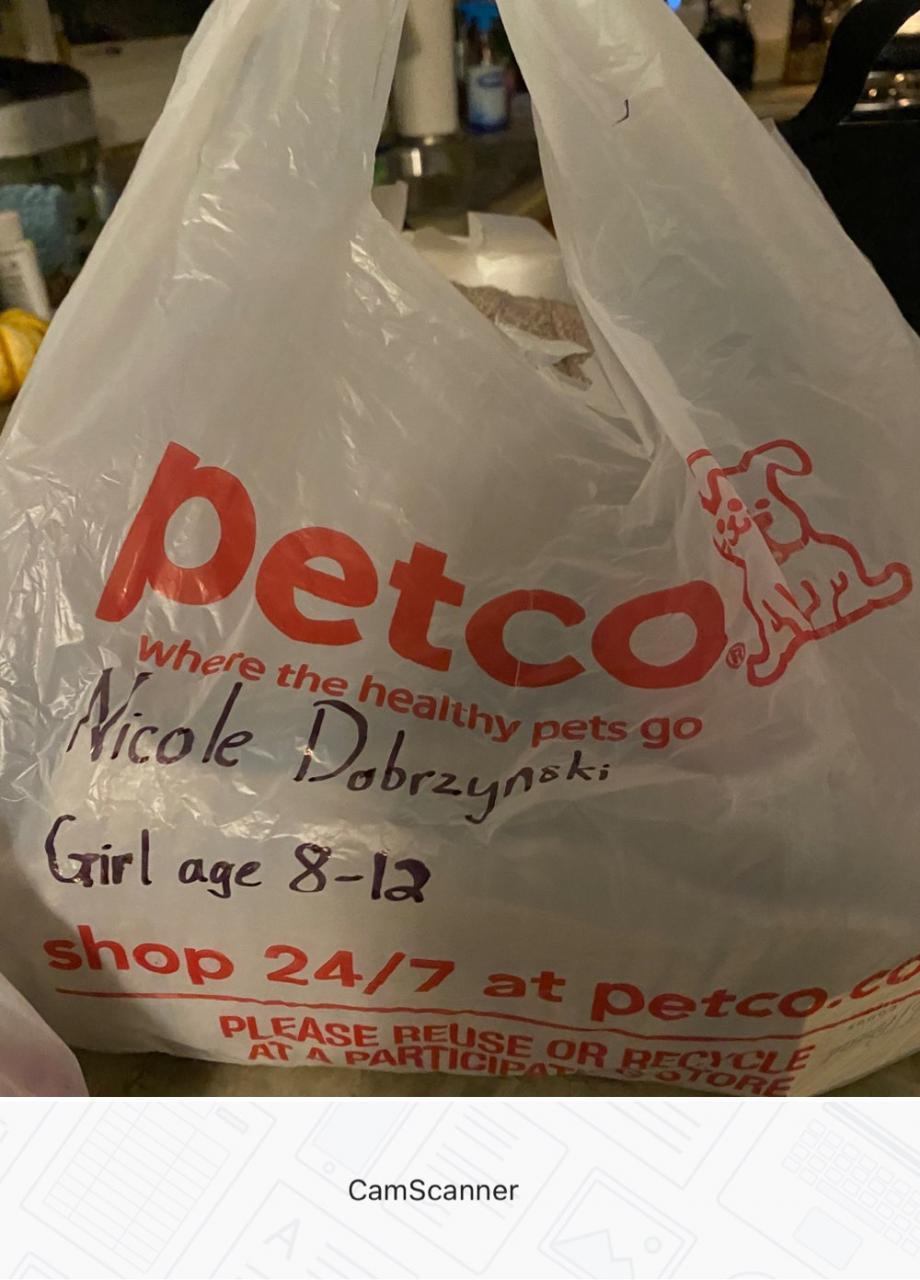 petco®
where the healthy pets go
Nicole Dobrzynski
Girl age 8-12
shop 24/7 at petco.co
PLEASE REUSE OR RECYCLE
AT A PARTICIPAT STORE
CamScanner